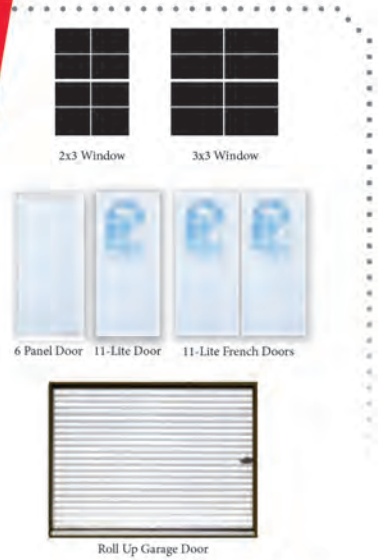 2x3 Window 3x3 Window
6 Panel Door 11-Lite Door 11-Lite French Doors
Roll Up Garage Door